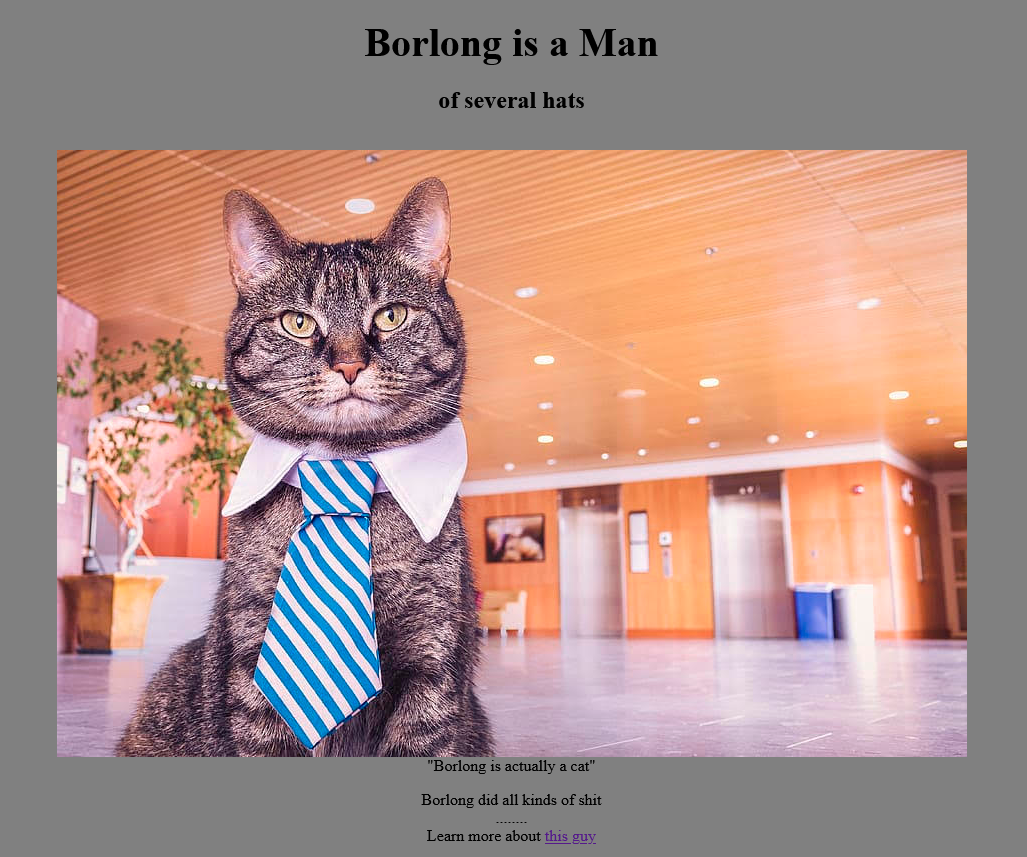 Borlong is a Man
of several hats
"Borlong is actually a cat"
Borlong did all kinds of shit
........
Learn more about this guy